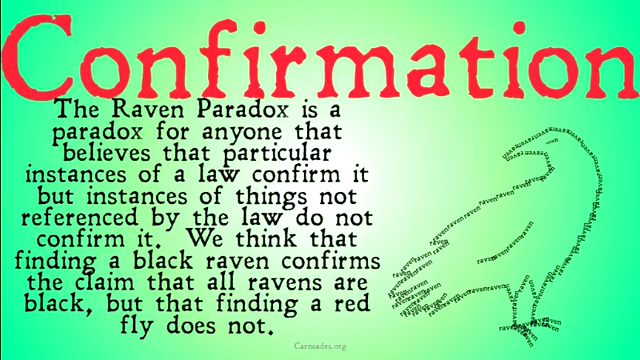 Confirmation
The Raven Paradox is a
paradox for anyone that
believes that particular
instances of a law confirm it
but instances of things not
referenced by the law do not
confirm it. We think that
finding a black raven confirms
the claim that all ravens are
black, but that finding a red
fly does not.
Carneades.org